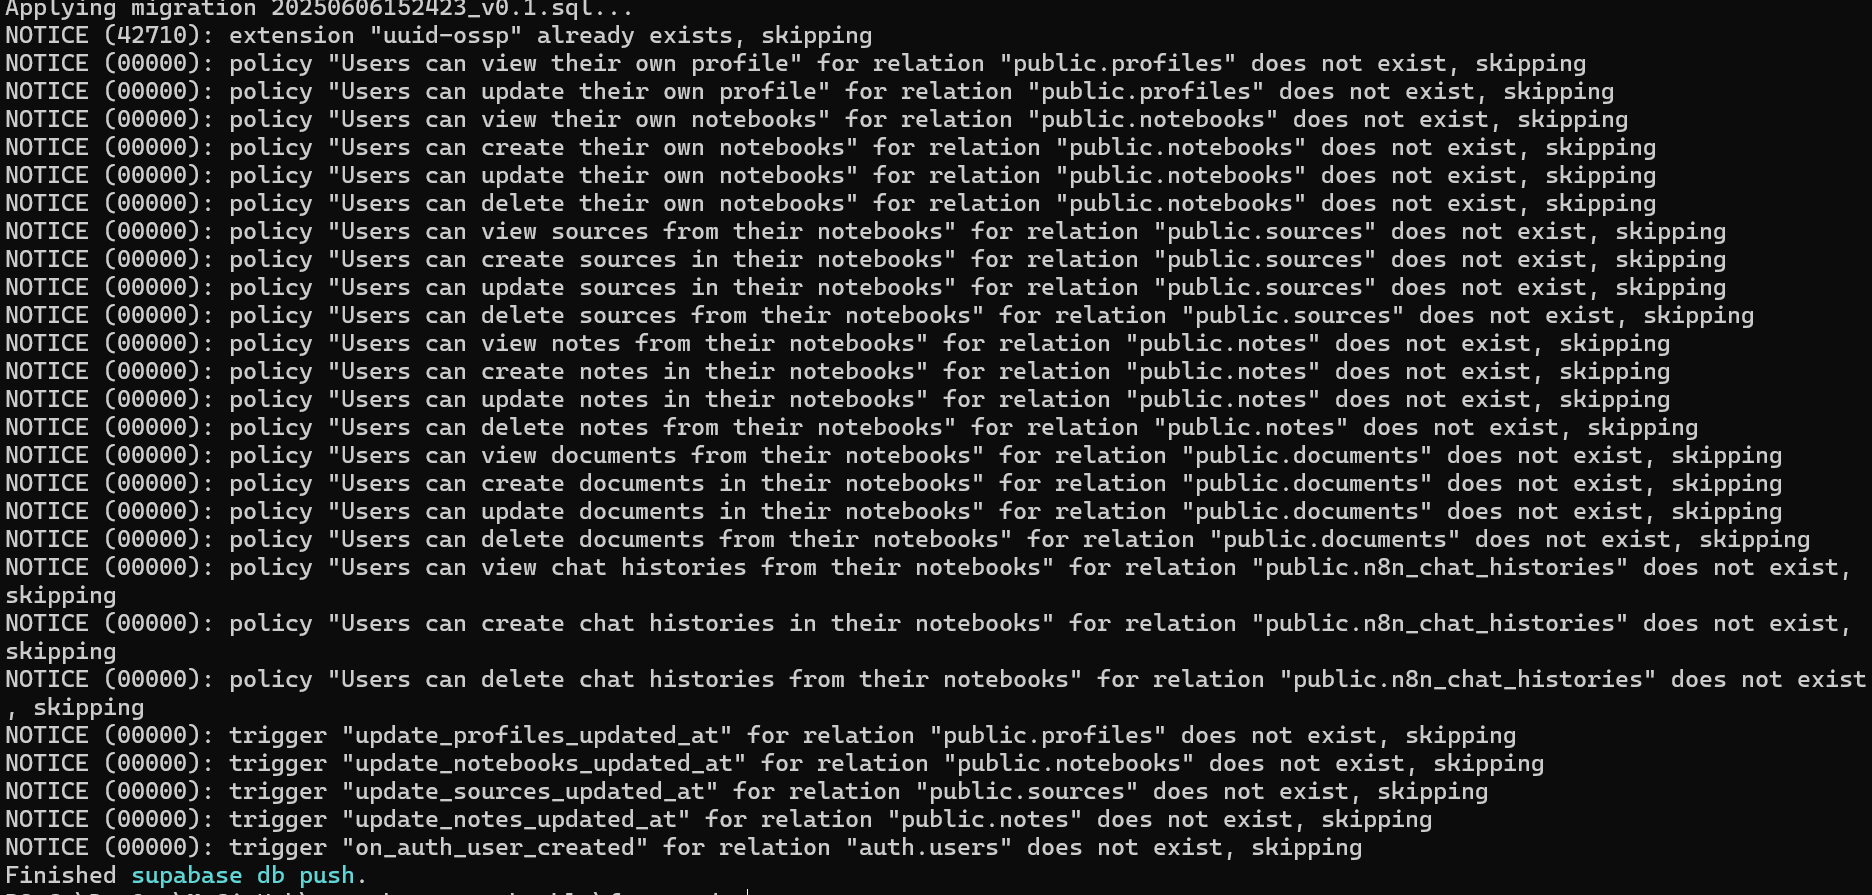 Applying migration 20250606152423_v0.1.sql...
NOTICE (42710): extension "uuid-ossp" already exists, skipping
NOTICE (00000): policy "Users can view their own profile" for relation "public.profiles" does not exist, skipping
NOTICE (00000): policy "Users can update their own profile" for relation "public.profiles" does not exist, skipping
NOTICE (00000): policy "Users can view their own notebooks" for relation "public.notebooks" does not exist, skipping
NOTICE (00000): policy "Users can create their own notebooks" for relation "public.notebooks" does not exist, skipping
NOTICE (00000): policy "Users can update their own notebooks" for relation "public.notebooks" does not exist, skipping
NOTICE (00000): policy "Users can delete their own notebooks" for relation "public.notebooks" does not exist, skipping
NOTICE (00000): policy "Users can view sources from their notebooks" for relation "public.sources" does not exist, skipping
NOTICE (00000): policy "Users can create sources in their notebooks" for relation "public.sources" does not exist, skipping
NOTICE (00000): policy "Users can update sources in their notebooks" for relation "public.sources" does not exist, skipping
NOTICE (00000): policy "Users can delete sources from their notebooks" for relation "public.sources" does not exist, skipping
NOTICE (00000): policy "Users can view notes from their notebooks" for relation "public.notes" does not exist, skipping
NOTICE (00000): policy "Users can create notes in their notebooks" for relation "public.notes" does not exist, skipping
NOTICE (00000): policy "Users can update notes in their notebooks" for relation "public.notes" does not exist, skipping
NOTICE (00000): policy "Users can delete notes from their notebooks" for relation "public.notes" does not exist, skipping
NOTICE (00000): policy "Users can view documents from their notebooks" for relation "public.documents" does not exist, skipping
NOTICE (00000): policy "Users can create documents in their notebooks" for relation "public.documents" does not exist, skipping
NOTICE (00000): policy "Users can update documents in their notebooks" for relation "public.documents" does not exist, skipping
NOTICE (00000): policy "Users can delete documents from their notebooks" for relation "public.documents" does not exist, skipping
NOTICE (00000): policy "Users can view chat histories from their notebooks" for relation "public.n8n_chat_histories" does not exist,
skipping
NOTICE (00000): policy "Users can create chat histories in their notebooks" for relation "public.n8n_chat_histories" does not exist,
skipping
NOTICE (00000): policy "Users can delete chat histories from their notebooks" for relation "public.n8n_chat_histories" does not exist
, skipping
NOTICE (00000): trigger "update_profiles_updated_at" for relation "public.profiles" does not exist, skipping
NOTICE (00000): trigger "update_notebooks_updated_at" for relation "public.notebooks" does not exist, skipping
NOTICE (00000): trigger "update_sources_updated_at" for relation "public.sources" does not exist, skipping
NOTICE (00000): trigger "update_notes_updated_at" for relation "public.notes" does not exist, skipping
NOTICE (00000): trigger "on_auth_user_created" for relation "auth.users" does not exist, skipping
Finished supabase db push.